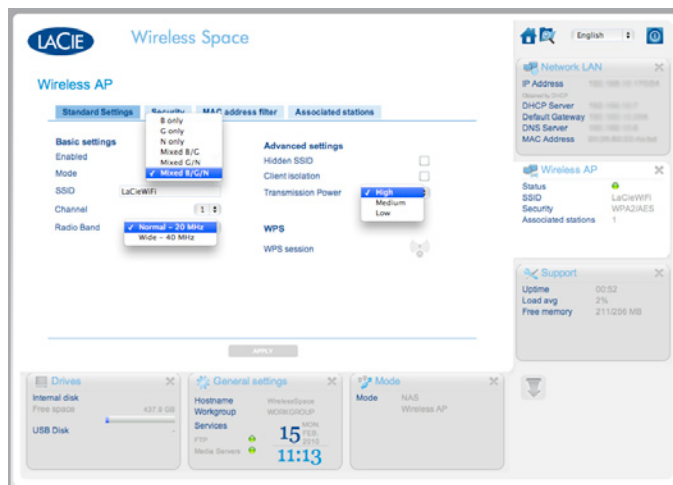 LACIE
Wireless Space
English
Wireless AP
Standard Settings Security MAC address filter Associated stations
Basic settings
Enabled
Mode
B only
G only
N only
Mixed B/G
Mixed G/N
✓ Mixed B/G/N
SSID LaCieWiFi
Channel 1
Radio Band
✓ Normal - 20 MHz
Wide - 40 MHz
Advanced settings
Hidden SSID
Client isolation
Transmission Power
✓ High
Medium
Low
WPS
WPS session
APPLY
Network LAN
IP Address
Obtained by DHCP
DHCP Server
Default Gateway
DNS Server
MAC Address
Wireless AP
Status
SSID LaCieWiFi
Security WPA2/AES
Associated stations 1
Support
Uptime 00:52
Load avg 2%
Free memory 211/256 MB
Drives
Internal disk
Free space 437.9 GB
USB Disk -
General settings
Hostname WirelessSpace
Workgroup WORKGROUP
Services
FTP
Media Servers
15 MON
FEB
2010
11:13
Mode
Mode NAS
Wireless AP